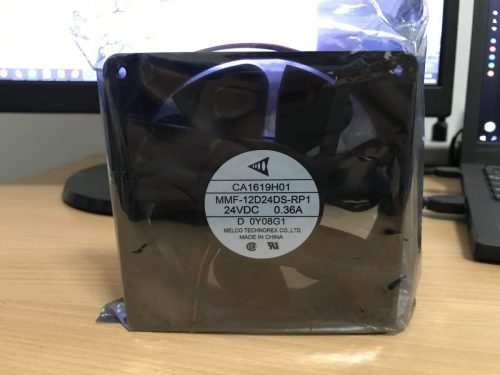 CA1619H01
MMF-12D24DS-RP1
24VDC 0.36A
D 0Y08G1
MELCO TECHNOREX CO.,LTD.
MADE IN CHINA